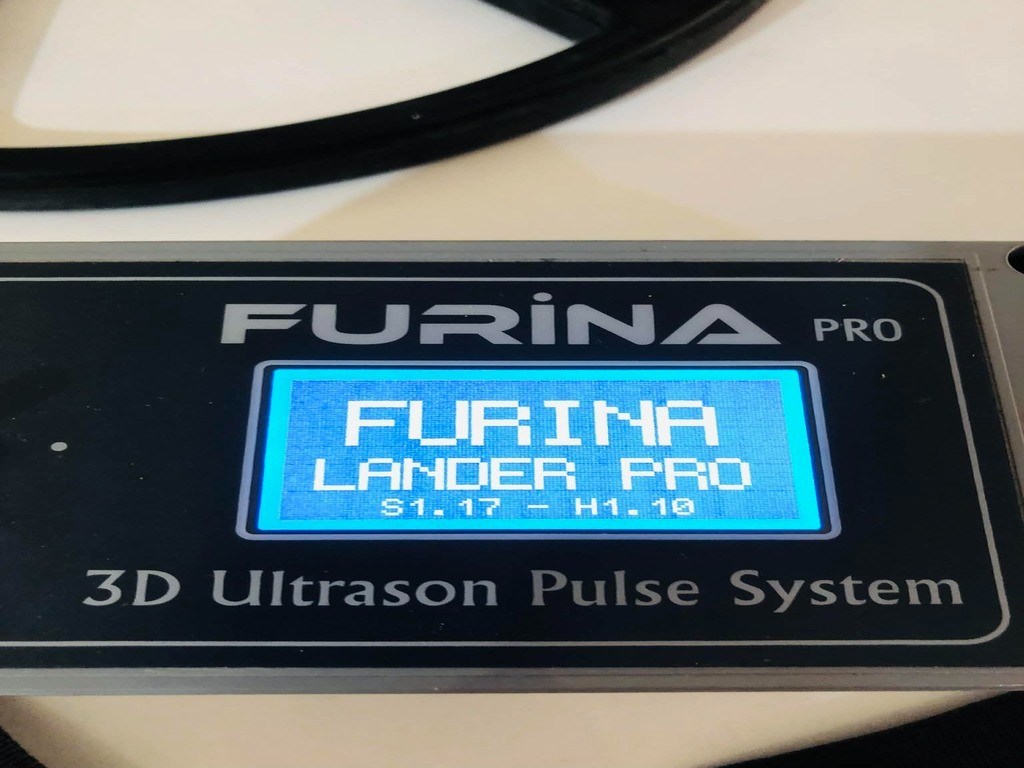 FURİNA PRO
FURINA
LANDER PRO
S1.17 - H1.10
3D Ultrason Pulse System